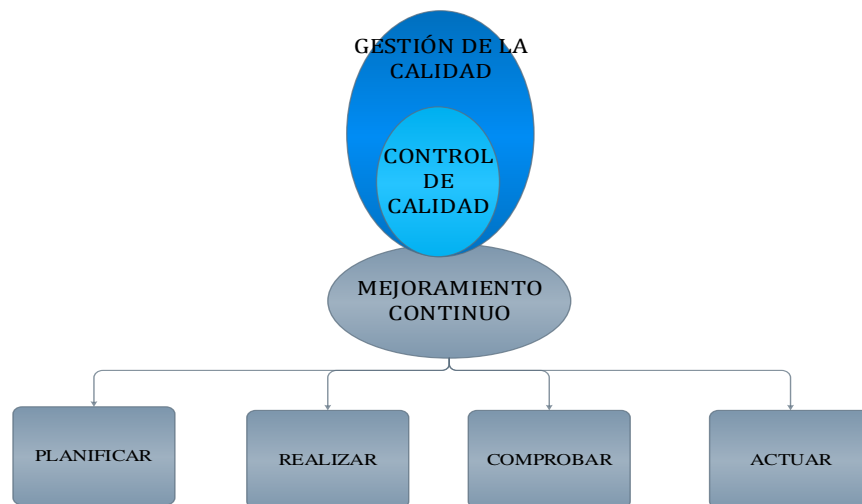 GESTIÓN DE LA
CALIDAD
CONTROL
DE
CALIDAD
MEJORAMIENTO
CONTINUO
PLANIFICAR
REALIZAR
COMPROBAR
ACTUAR